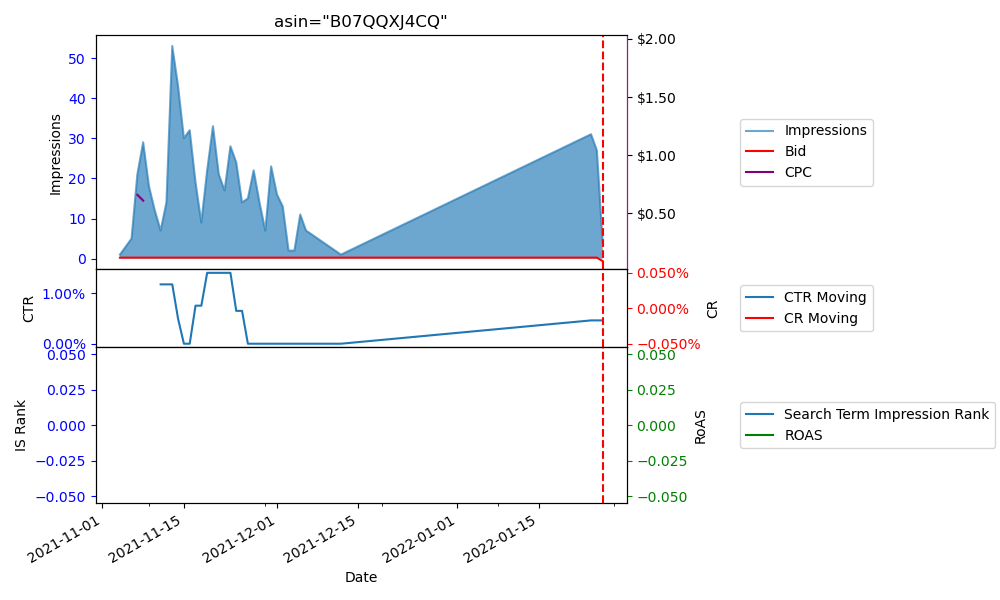 asin="B07QQXJ4CQ"
Impressions
50
40
30
20
10
0
$2.00
$1.50
$1.00
$0.50
Impressions
Bid
CPC
CTR
1.00%
0.00%
0.050%
0.000%
−0.050%
CR
CTR Moving
CR Moving
IS Rank
0.050
0.025
0.000
−0.025
−0.050
0.050
0.025
0.000
−0.025
−0.050
RoAS
Search Term Impression Rank
ROAS
2021-11-01
2021-11-15
2021-12-01
2021-12-15
2022-01-01
2022-01-15
Date